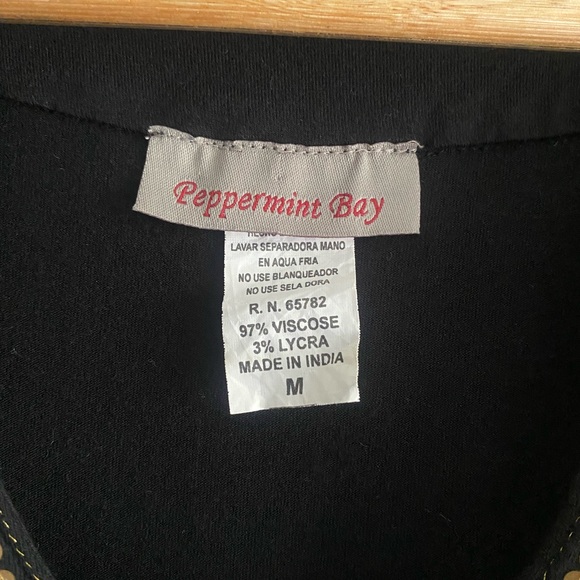 Peppermint Bay
HECHO
LAVAR SEPARADORA MANO
EN AQUA FRIA
NO USE BLANQUEADOR
NO USE SELA DORA
R. N. 65782
97% VISCOSE
3% LYCRA
MADE IN INDIA
M